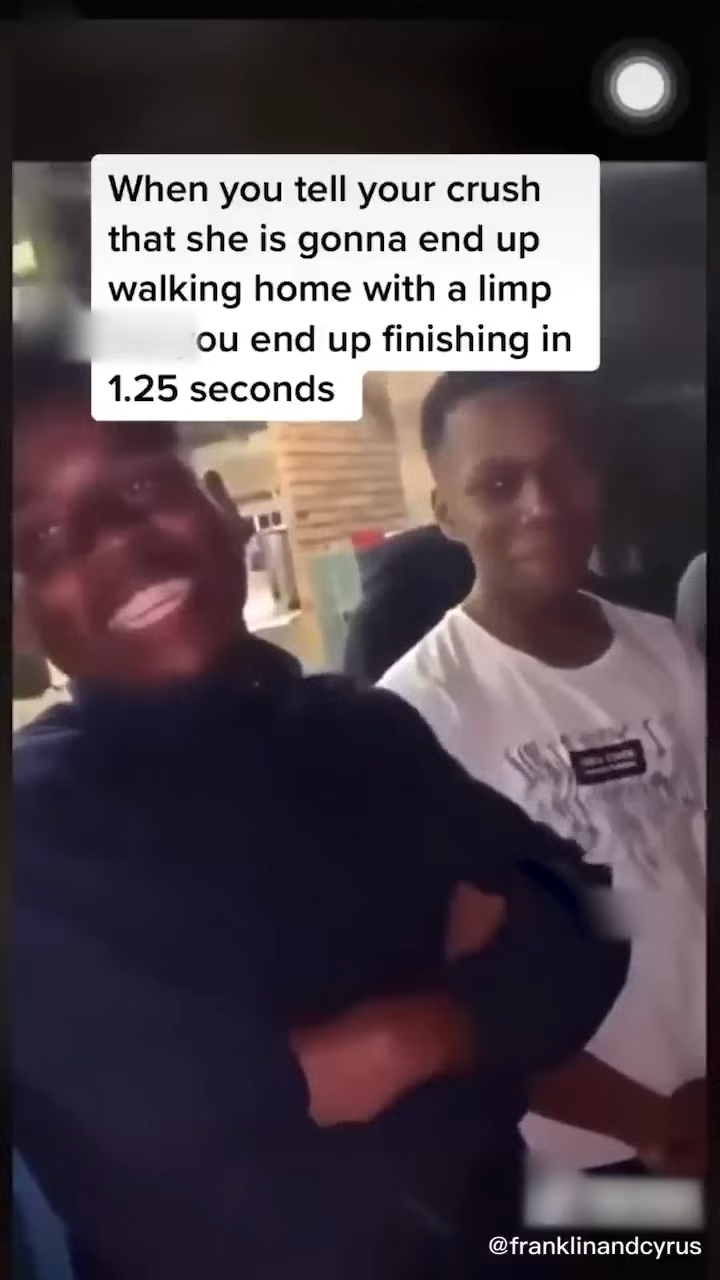 When you tell your crush
that she is gonna end up
walking home with a limp
ou end up finishing in
1.25 seconds
@franklinandcyrus